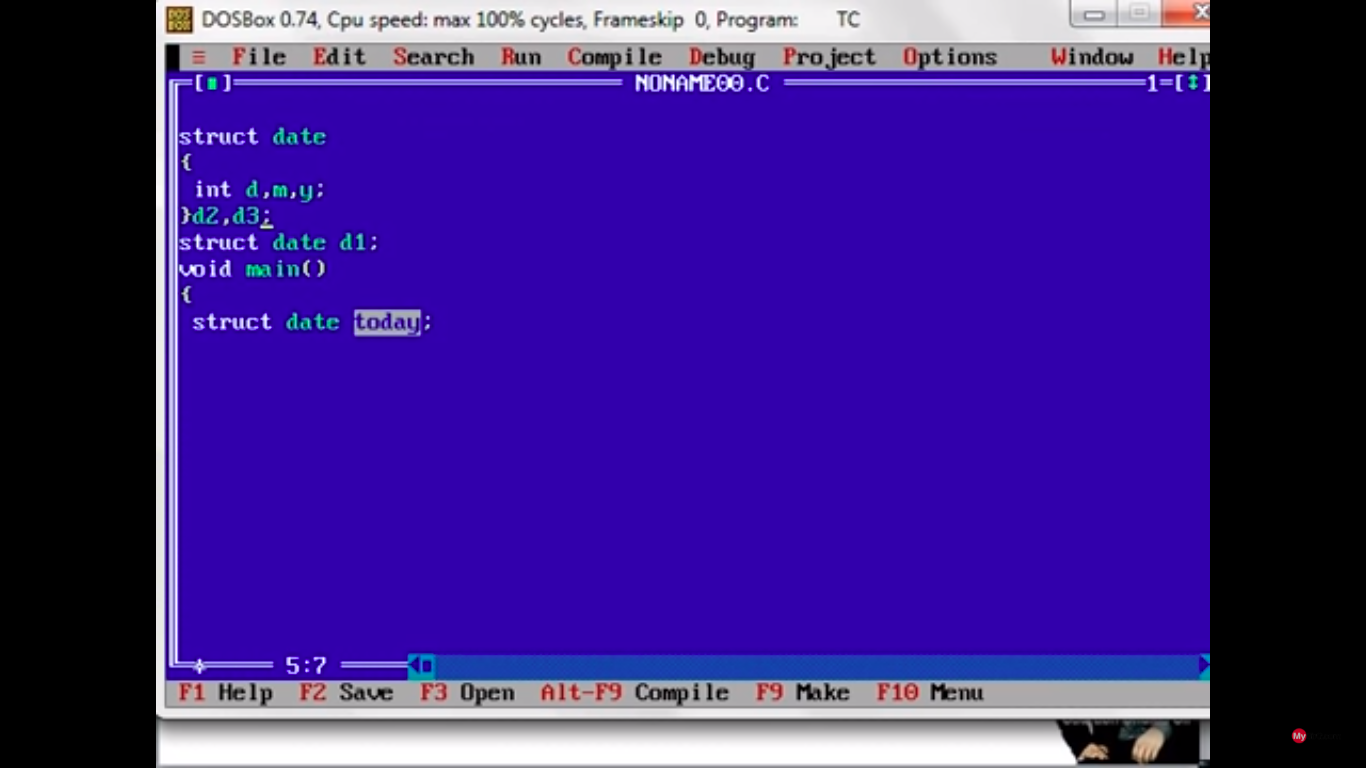 DOSBox 0.74, Cpu speed: max 100% cycles, Frameskip 0, Program: TC
≡ File Edit Search Run Compile Debug Project Options Window Help
[■] NONAME00.C 1=[↕]
struct date
{
 int d,m,y;
}d2,d3;
struct date d1;
void main()
{
 struct date today;
5:7
F1 Help F2 Save F3 Open Alt-F9 Compile F9 Make F10 Menu
My